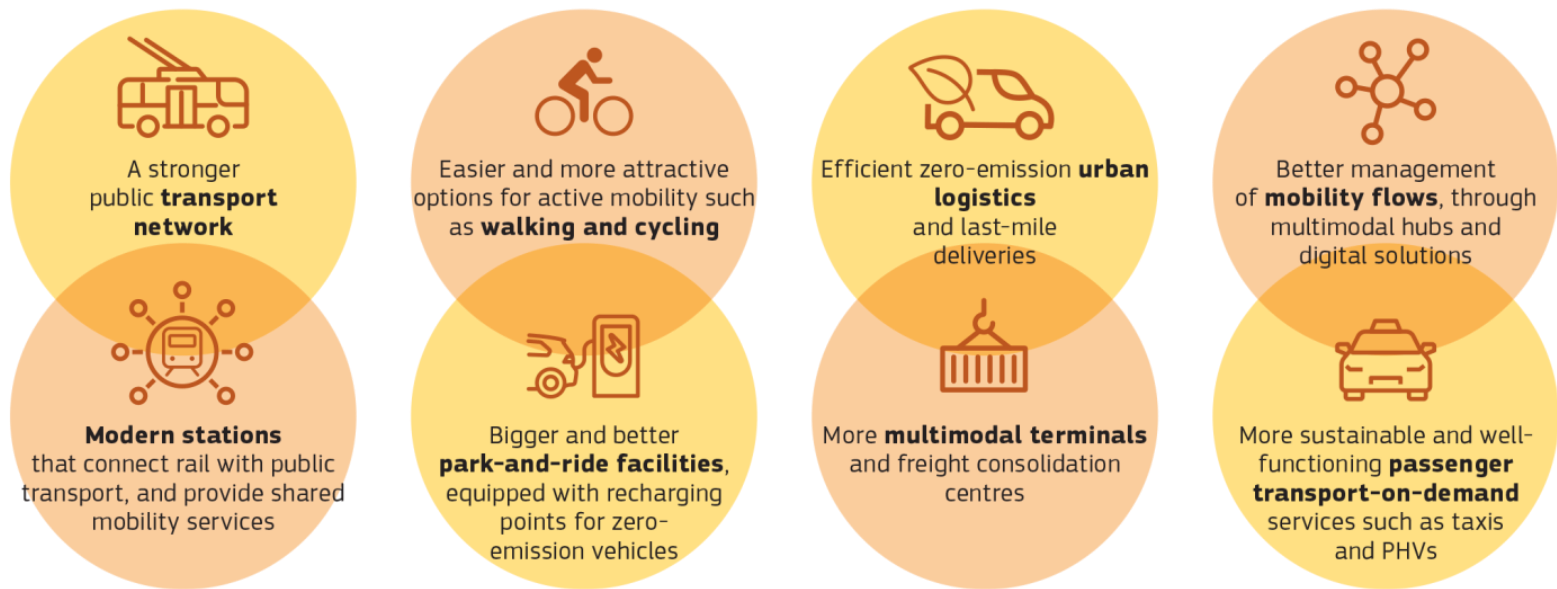 A stronger
public transport
network
Easier and more attractive
options for active mobility such
as walking and cycling
Efficient zero-emission urban
logistics
and last-mile
deliveries
Better management
of mobility flows, through
multimodal hubs and
digital solutions
Modern stations
that connect rail with public
transport, and provide shared
mobility services
Bigger and better
park-and-ride facilities,
equipped with recharging
points for zero-
emission vehicles
More multimodal terminals
and freight consolidation
centres
More sustainable and well-
functioning passenger
transport-on-demand
services such as taxis
and PHVs